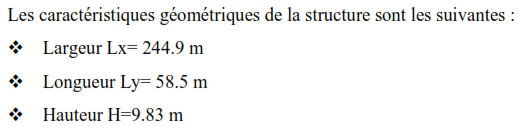 Les caractéristiques géométriques de la structure sont les suivantes :
❖ Largeur Lx= 244.9 m
❖ Longueur Ly= 58.5 m
❖ Hauteur H=9.83 m